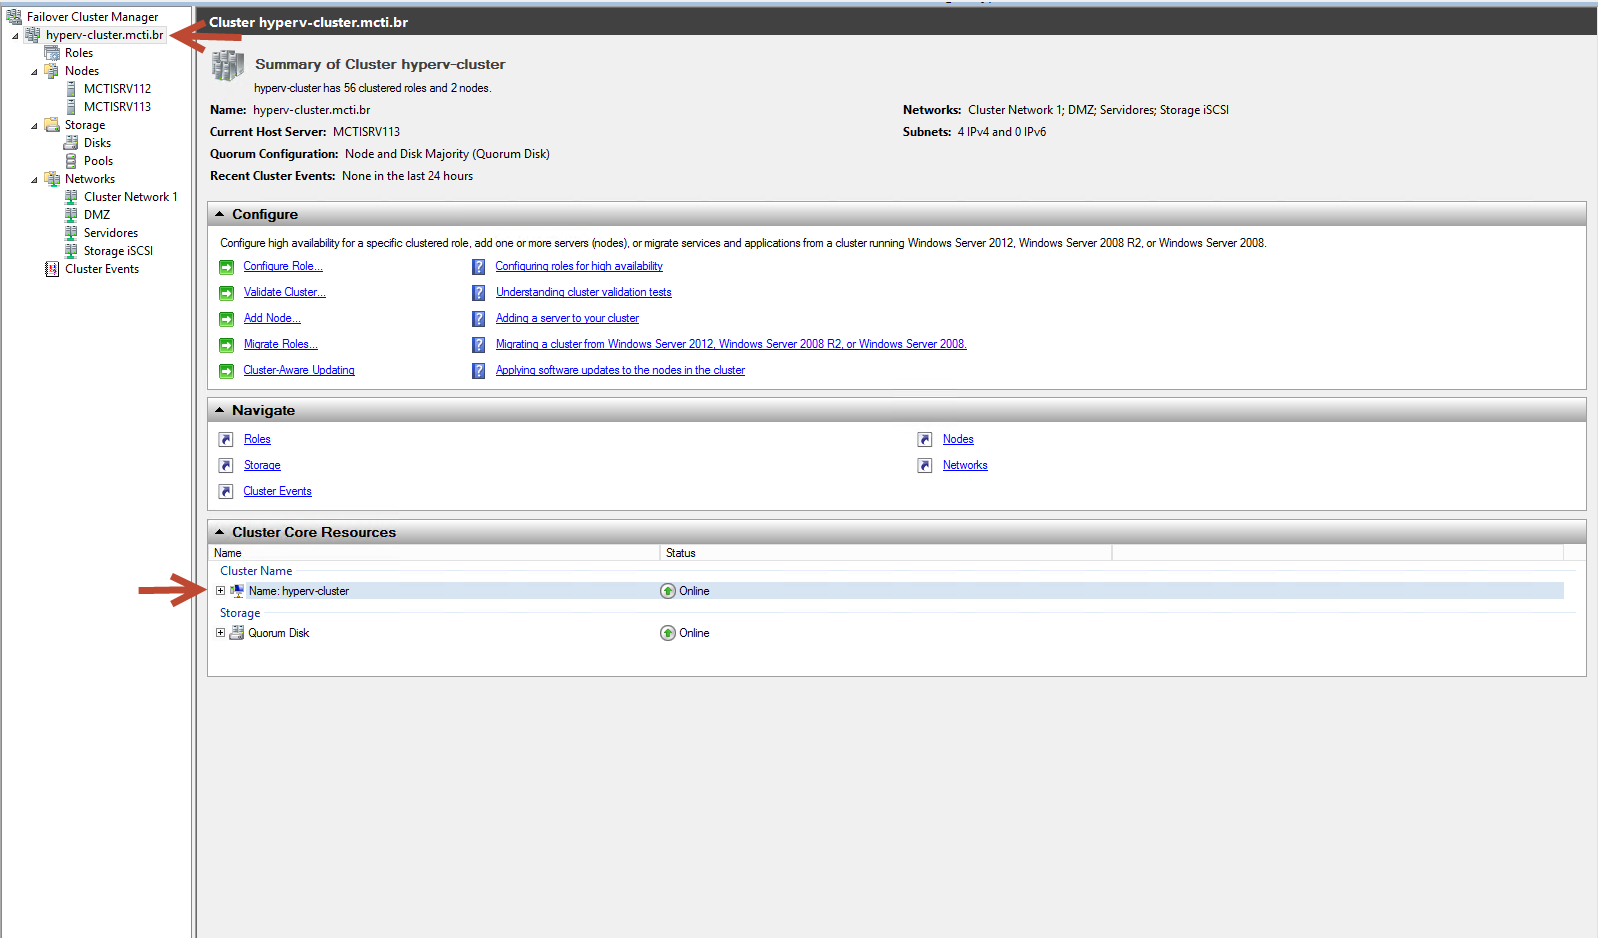 Failover Cluster Manager
hyperv-cluster.mcti.br
Roles
Nodes
MCTISRV112
MCTISRV113
Storage
Disks
Pools
Networks
Cluster Network 1
DMZ
Servidores
Storage iSCSI
Cluster Events
Cluster hyperv-cluster.mcti.br
Summary of Cluster hyperv-cluster
hyperv-cluster has 56 clustered roles and 2 nodes.
Name: hyperv-cluster.mcti.br
Networks: Cluster Network 1; DMZ; Servidores; Storage iSCSI
Current Host Server: MCTISRV113
Subnets: 4 IPv4 and 0 IPv6
Quorum Configuration: Node and Disk Majority (Quorum Disk)
Recent Cluster Events: None in the last 24 hours
Configure
Configure high availability for a specific clustered role, add one or more servers (nodes), or migrate services and applications from a cluster running Windows Server 2012, Windows Server 2008 R2, or Windows Server 2008.
Configure Role... Configuring roles for high availability
Validate Cluster... Understanding cluster validation tests
Add Node... Adding a server to your cluster
Migrate Roles... Migrating a cluster from Windows Server 2012, Windows Server 2008 R2, or Windows Server 2008.
Cluster-Aware Updating Applying software updates to the nodes in the cluster
Navigate
Roles Nodes
Storage Networks
Cluster Events
Cluster Core Resources
Name Status
Cluster Name
Name: hyperv-cluster Online
Storage
Quorum Disk Online